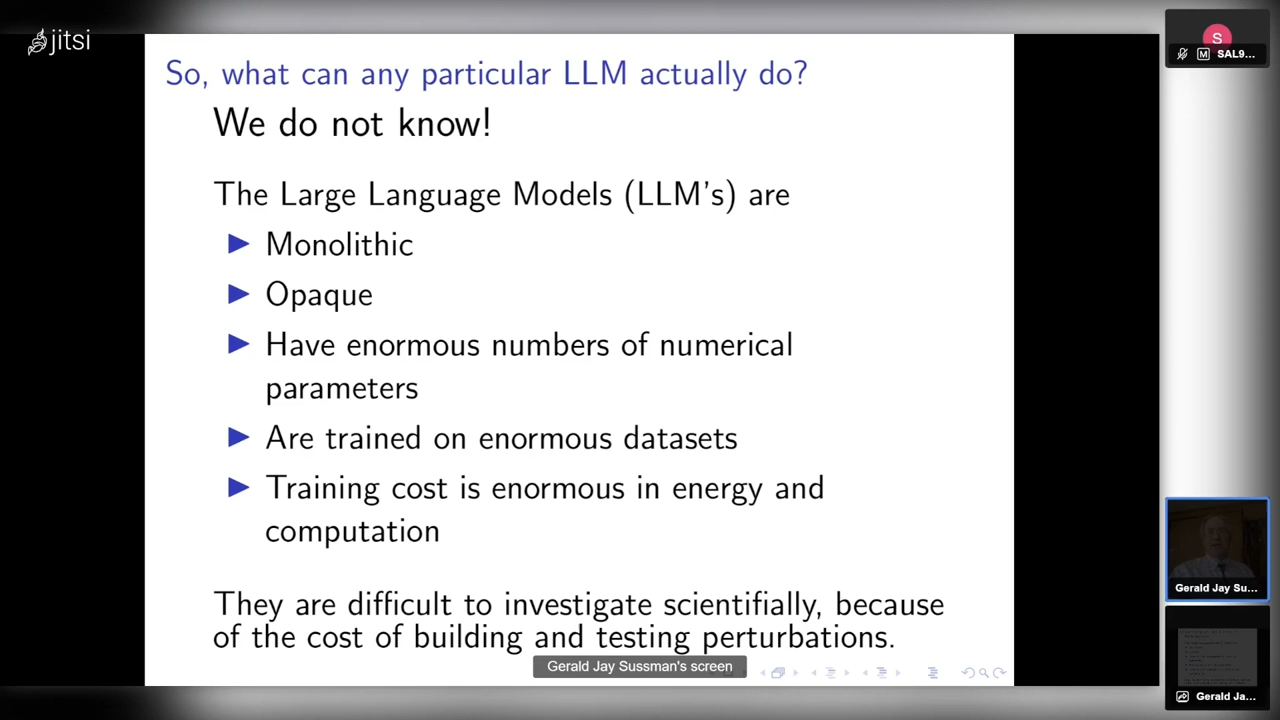 jitsi
So, what can any particular LLM actually do?
We do not know!
The Large Language Models (LLM's) are
Monolithic
Opaque
Have enormous numbers of numerical
parameters
Are trained on enormous datasets
Training cost is enormous in energy and
computation
They are difficult to investigate scientifially, because
of the cost of building and testing perturbations.
Gerald Jay Sussman's screen
S
M
SAL9...
Gerald Jay Su...
Gerald Ja...